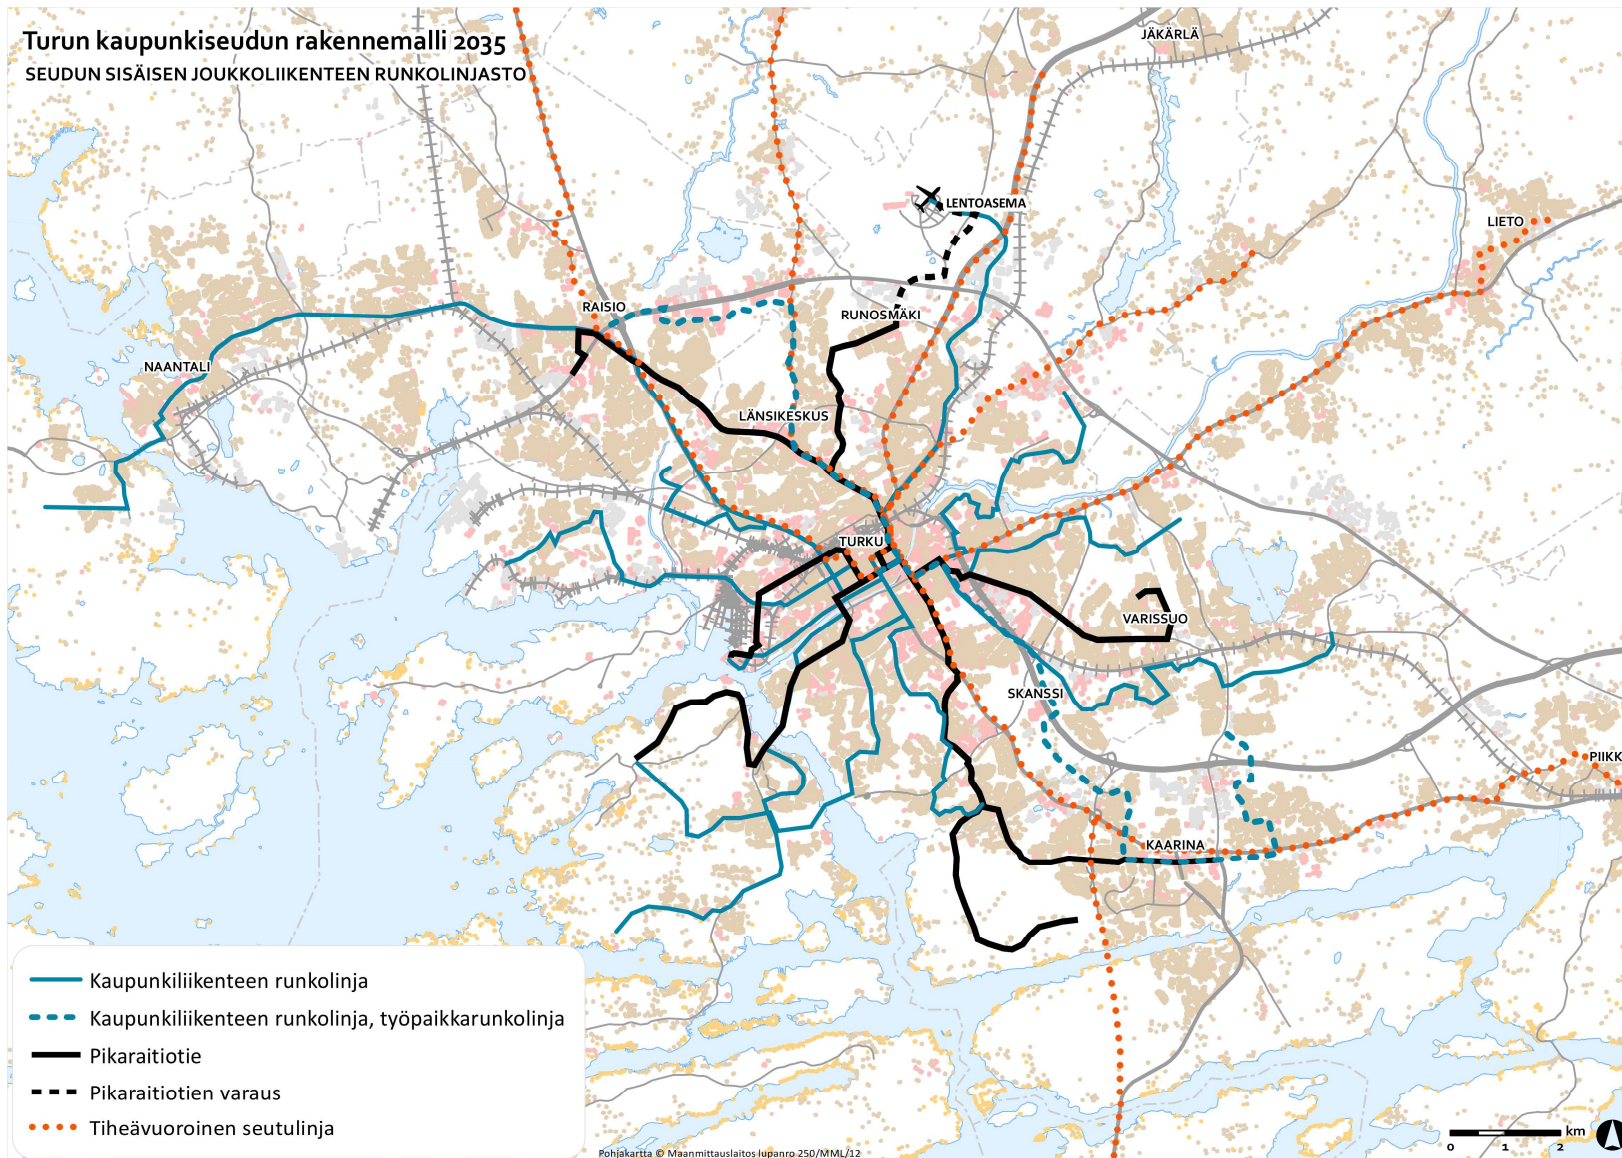 Turun kaupunkiseudun rakennemalli 2035
SEUDUN SISÄISEN JOUKKOLIIKENTEEN RUNKOLINJASTO
JÄKÄRLÄ
LENTOASEMA
LIETO
RAISIO
RUNOSMÄKI
NAANTALI
LÄNSIKESKUS
TURKU
VARISSUO
SKANSSI
PIIKK
KAARINA
Kaupunkiliikenteen runkolinja
Kaupunkiliikenteen runkolinja, työpaikkarunkolinja
Pikaraitiotie
Pikaraitiotien varaus
Tiheävuoroinen seutulinja
km
0 1 2
Pohjakartta © Maanmittauslaitos lupanro 250/MML/12